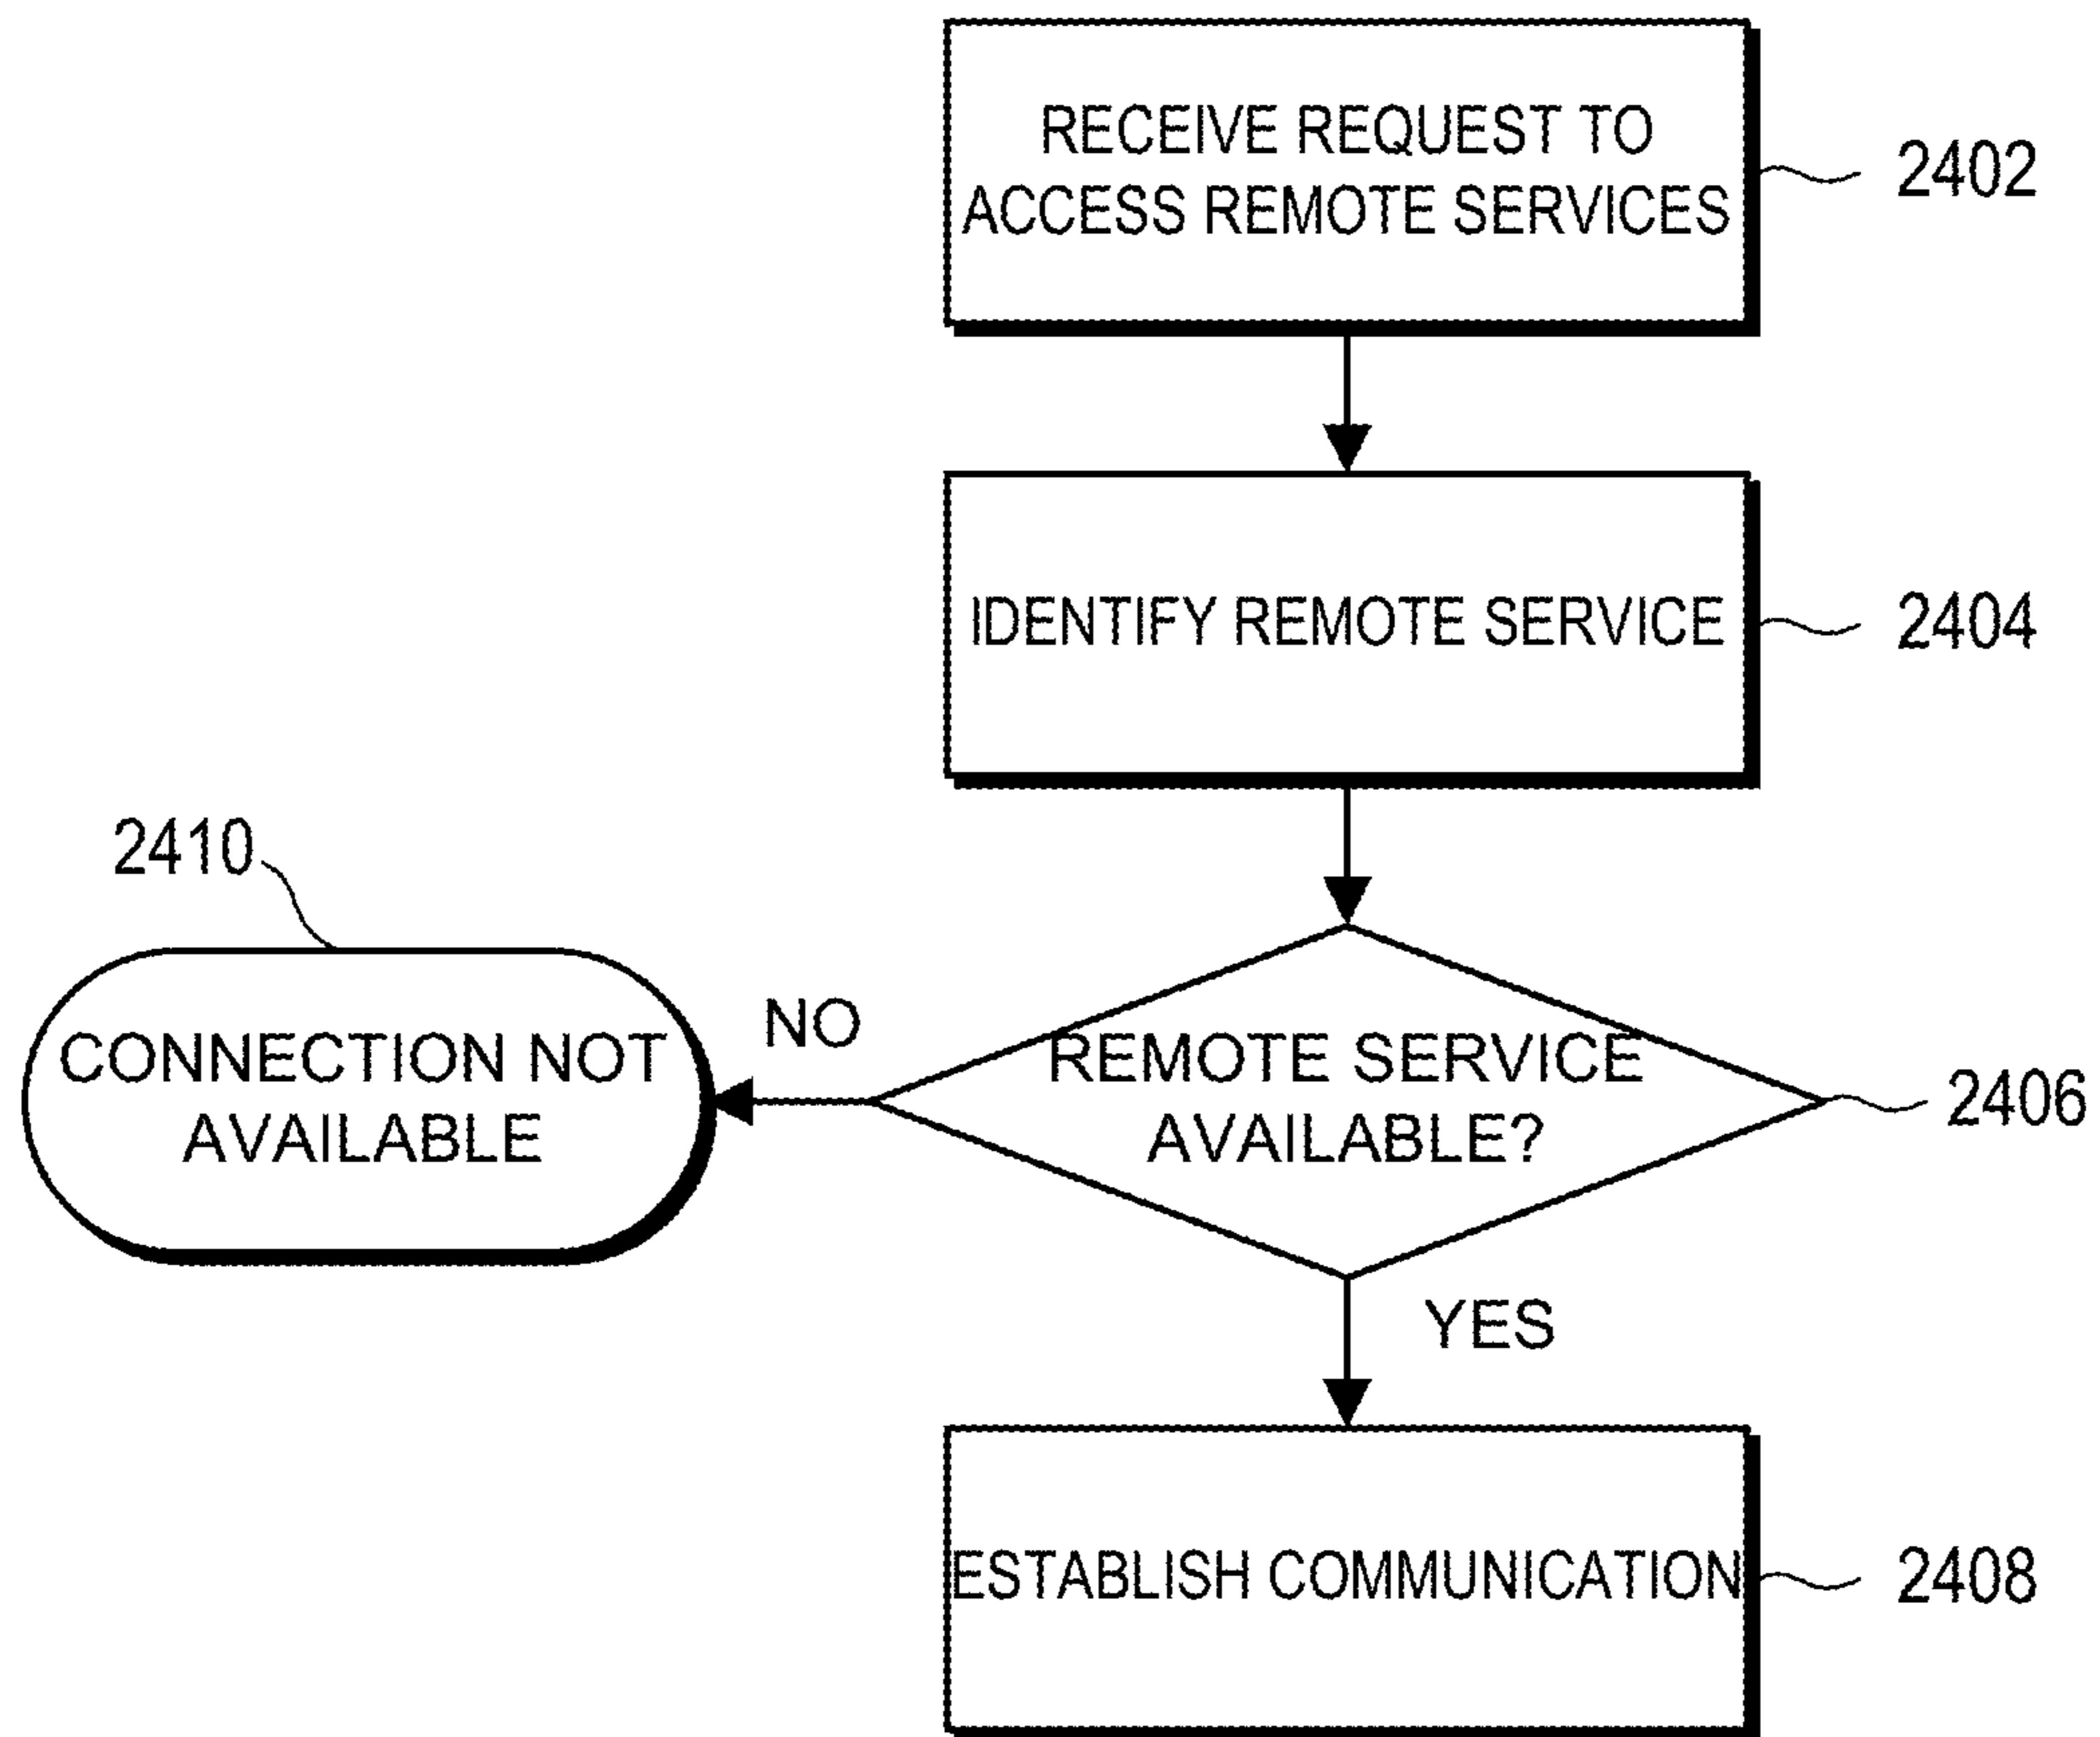 RECEIVE REQUEST TO
ACCESS REMOTE SERVICES
2402
IDENTIFY REMOTE SERVICE
2404
2410
CONNECTION NOT
AVAILABLE
NO
REMOTE SERVICE
AVAILABLE?
2406
YES
ESTABLISH COMMUNICATION
2408